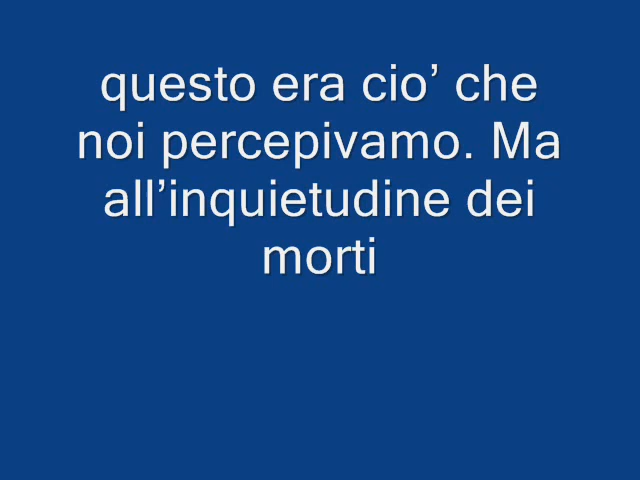 questo era cio’ che
noi percepivamo. Ma
all’inquietudine dei
morti